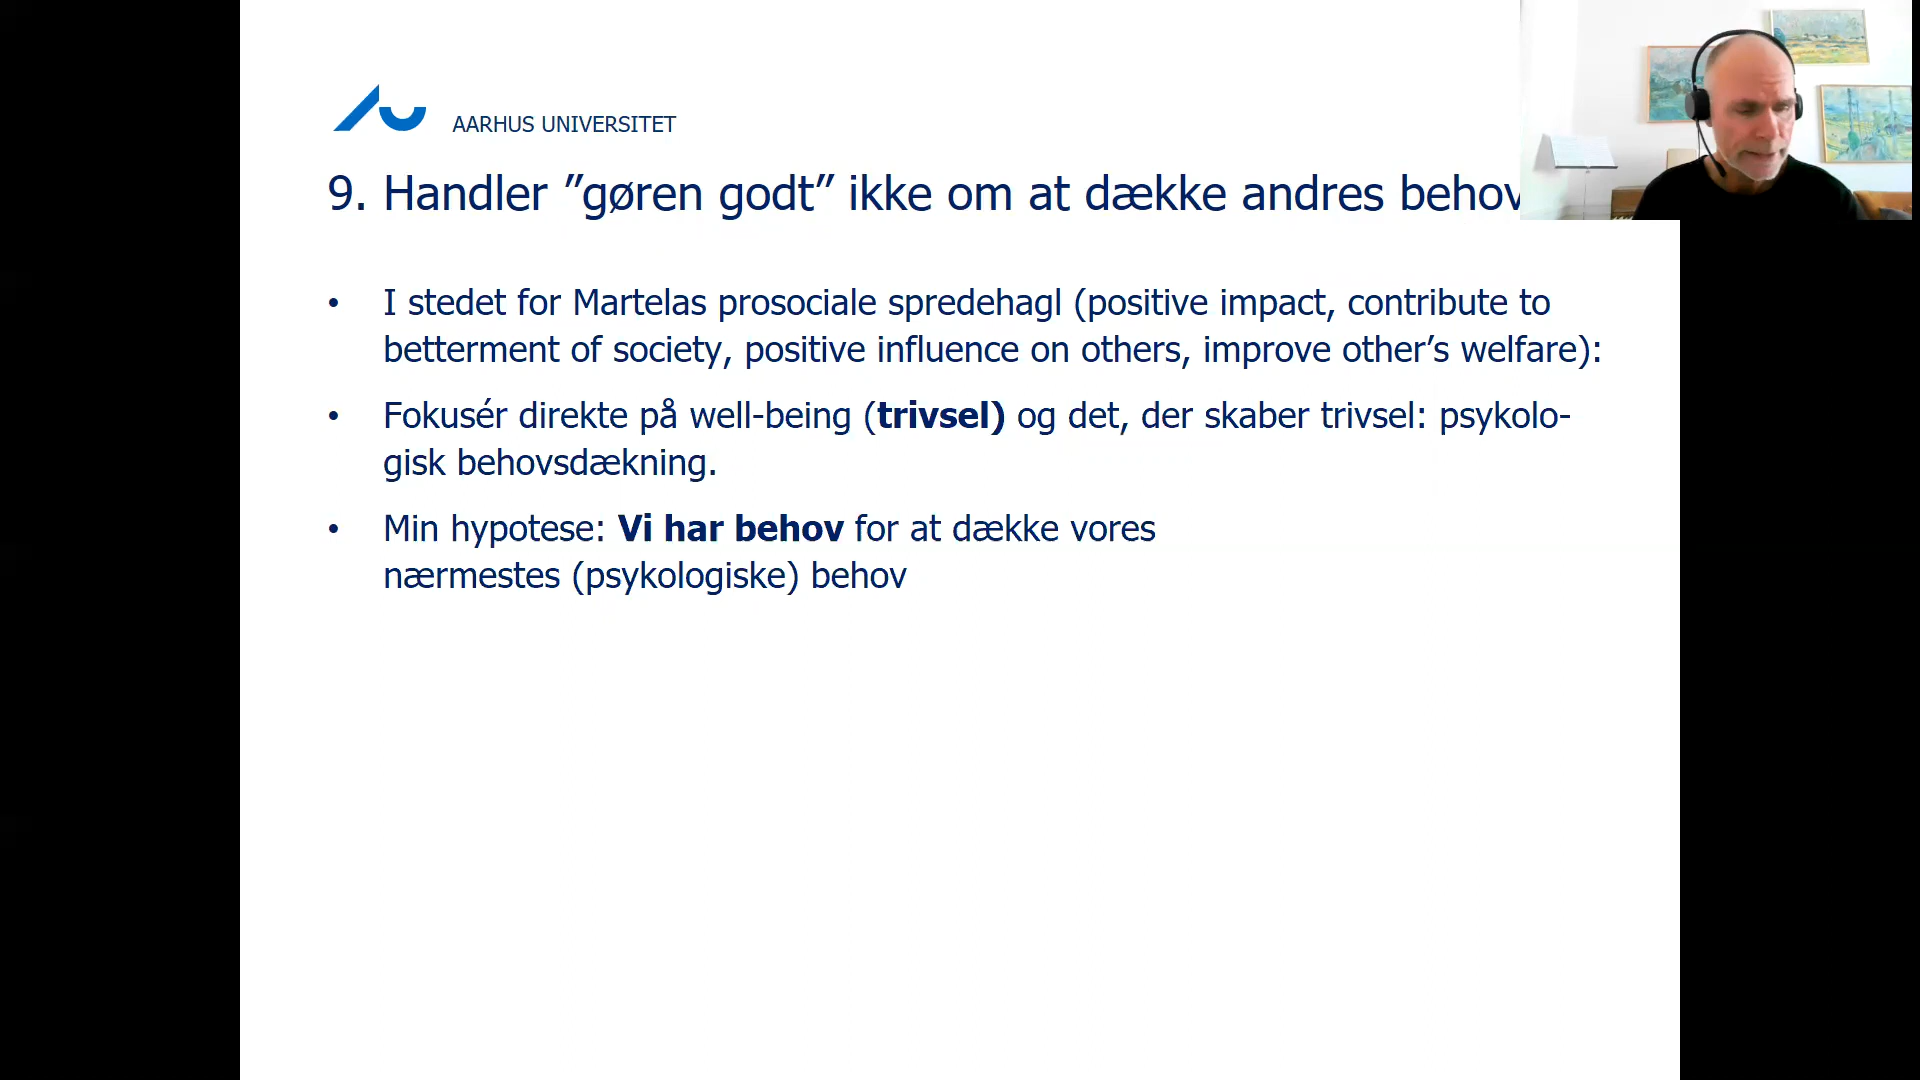 AARHUS UNIVERSITET
9. Handler ”gøren godt” ikke om at dække andres behov
• I stedet for Martelas prosociale spredehagl (positive impact, contribute to
betterment of society, positive influence on others, improve other’s welfare):
• Fokusér direkte på well-being (trivsel) og det, der skaber trivsel: psykolo-
gisk behovsdækning.
• Min hypotese: Vi har behov for at dække vores
nærmestes (psykologiske) behov